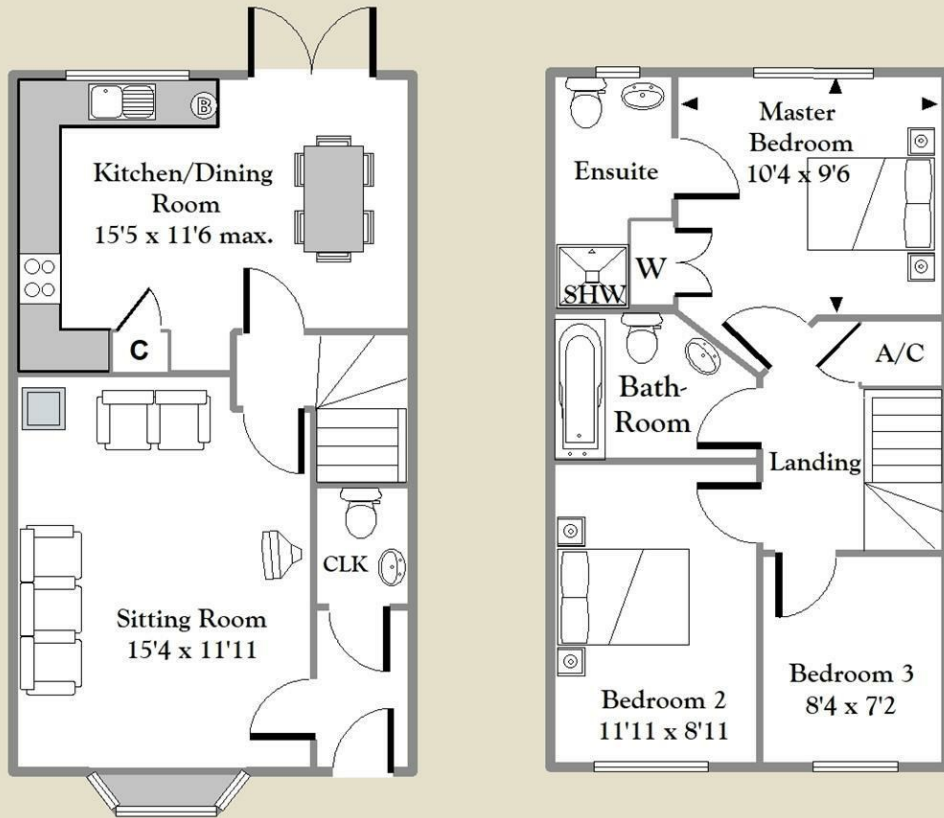 B
Kitchen/Dining
Room
15'5 x 11'6 max.
C
Sitting Room
15'4 x 11'11
CLK
Ensuite
Master
Bedroom
10'4 x 9'6
W
SHW
A/C
Bath-
Room
Landing
Bedroom 2
11'11 x 8'11
Bedroom 3
8'4 x 7'2